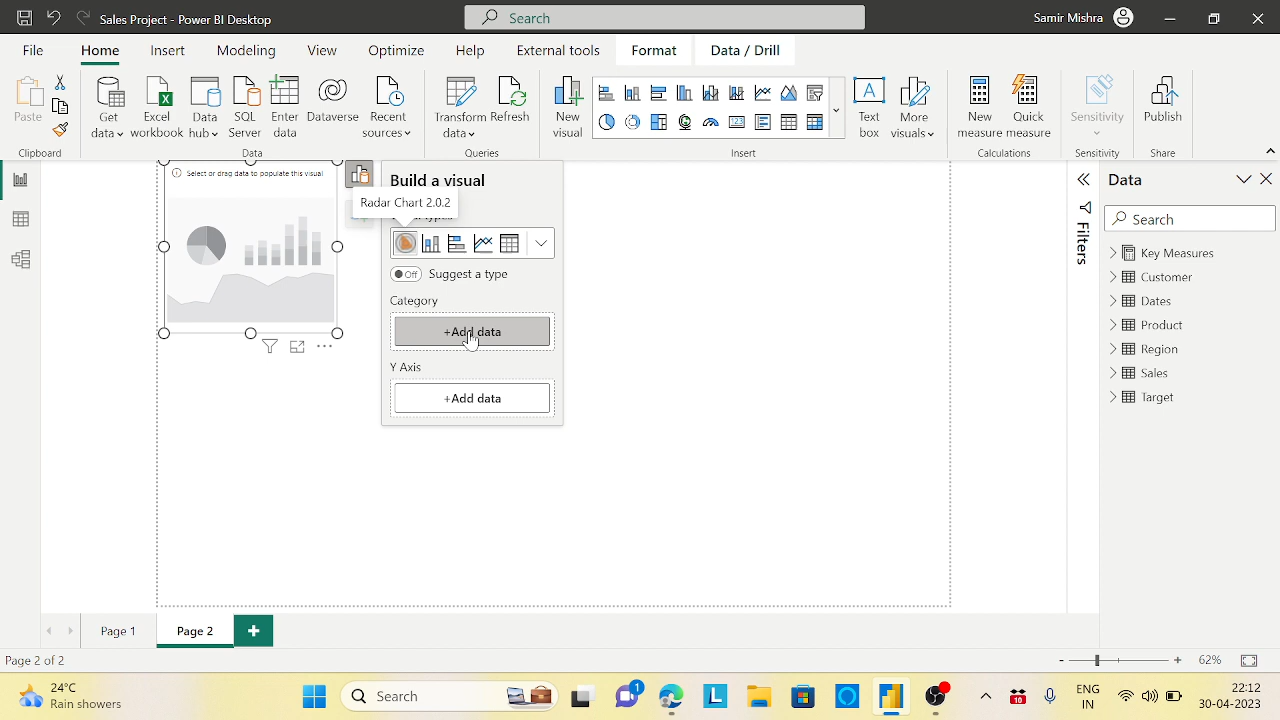 Sales Project - Power BI Desktop
Search
Samir Mishra
File Home Insert Modeling View Optimize Help External tools Format Data / Drill
Paste
Get data
Excel workbook
Data hub
SQL Server
Enter data
Dataverse
Recent sources
Transform data
Refresh
New visual
Text box
More visuals
New measure
Quick measure
Sensitivity
Publish
Clipboard Data Queries Insert Calculations Sensitivity Share
Select or drag data to populate this visual
Build a visual
Radar Chart 2.0.2
Off Suggest a type
Category
+Add data
Y Axis
+Add data
Filters
Data
Search
Key Measures
Customer
Dates
Product
Region
Sales
Target
Page 1 Page 2
Page 2 of 2
62%
24°C
Rain showers
Search
1
10
ENG
IN
22:12
30-04-2023